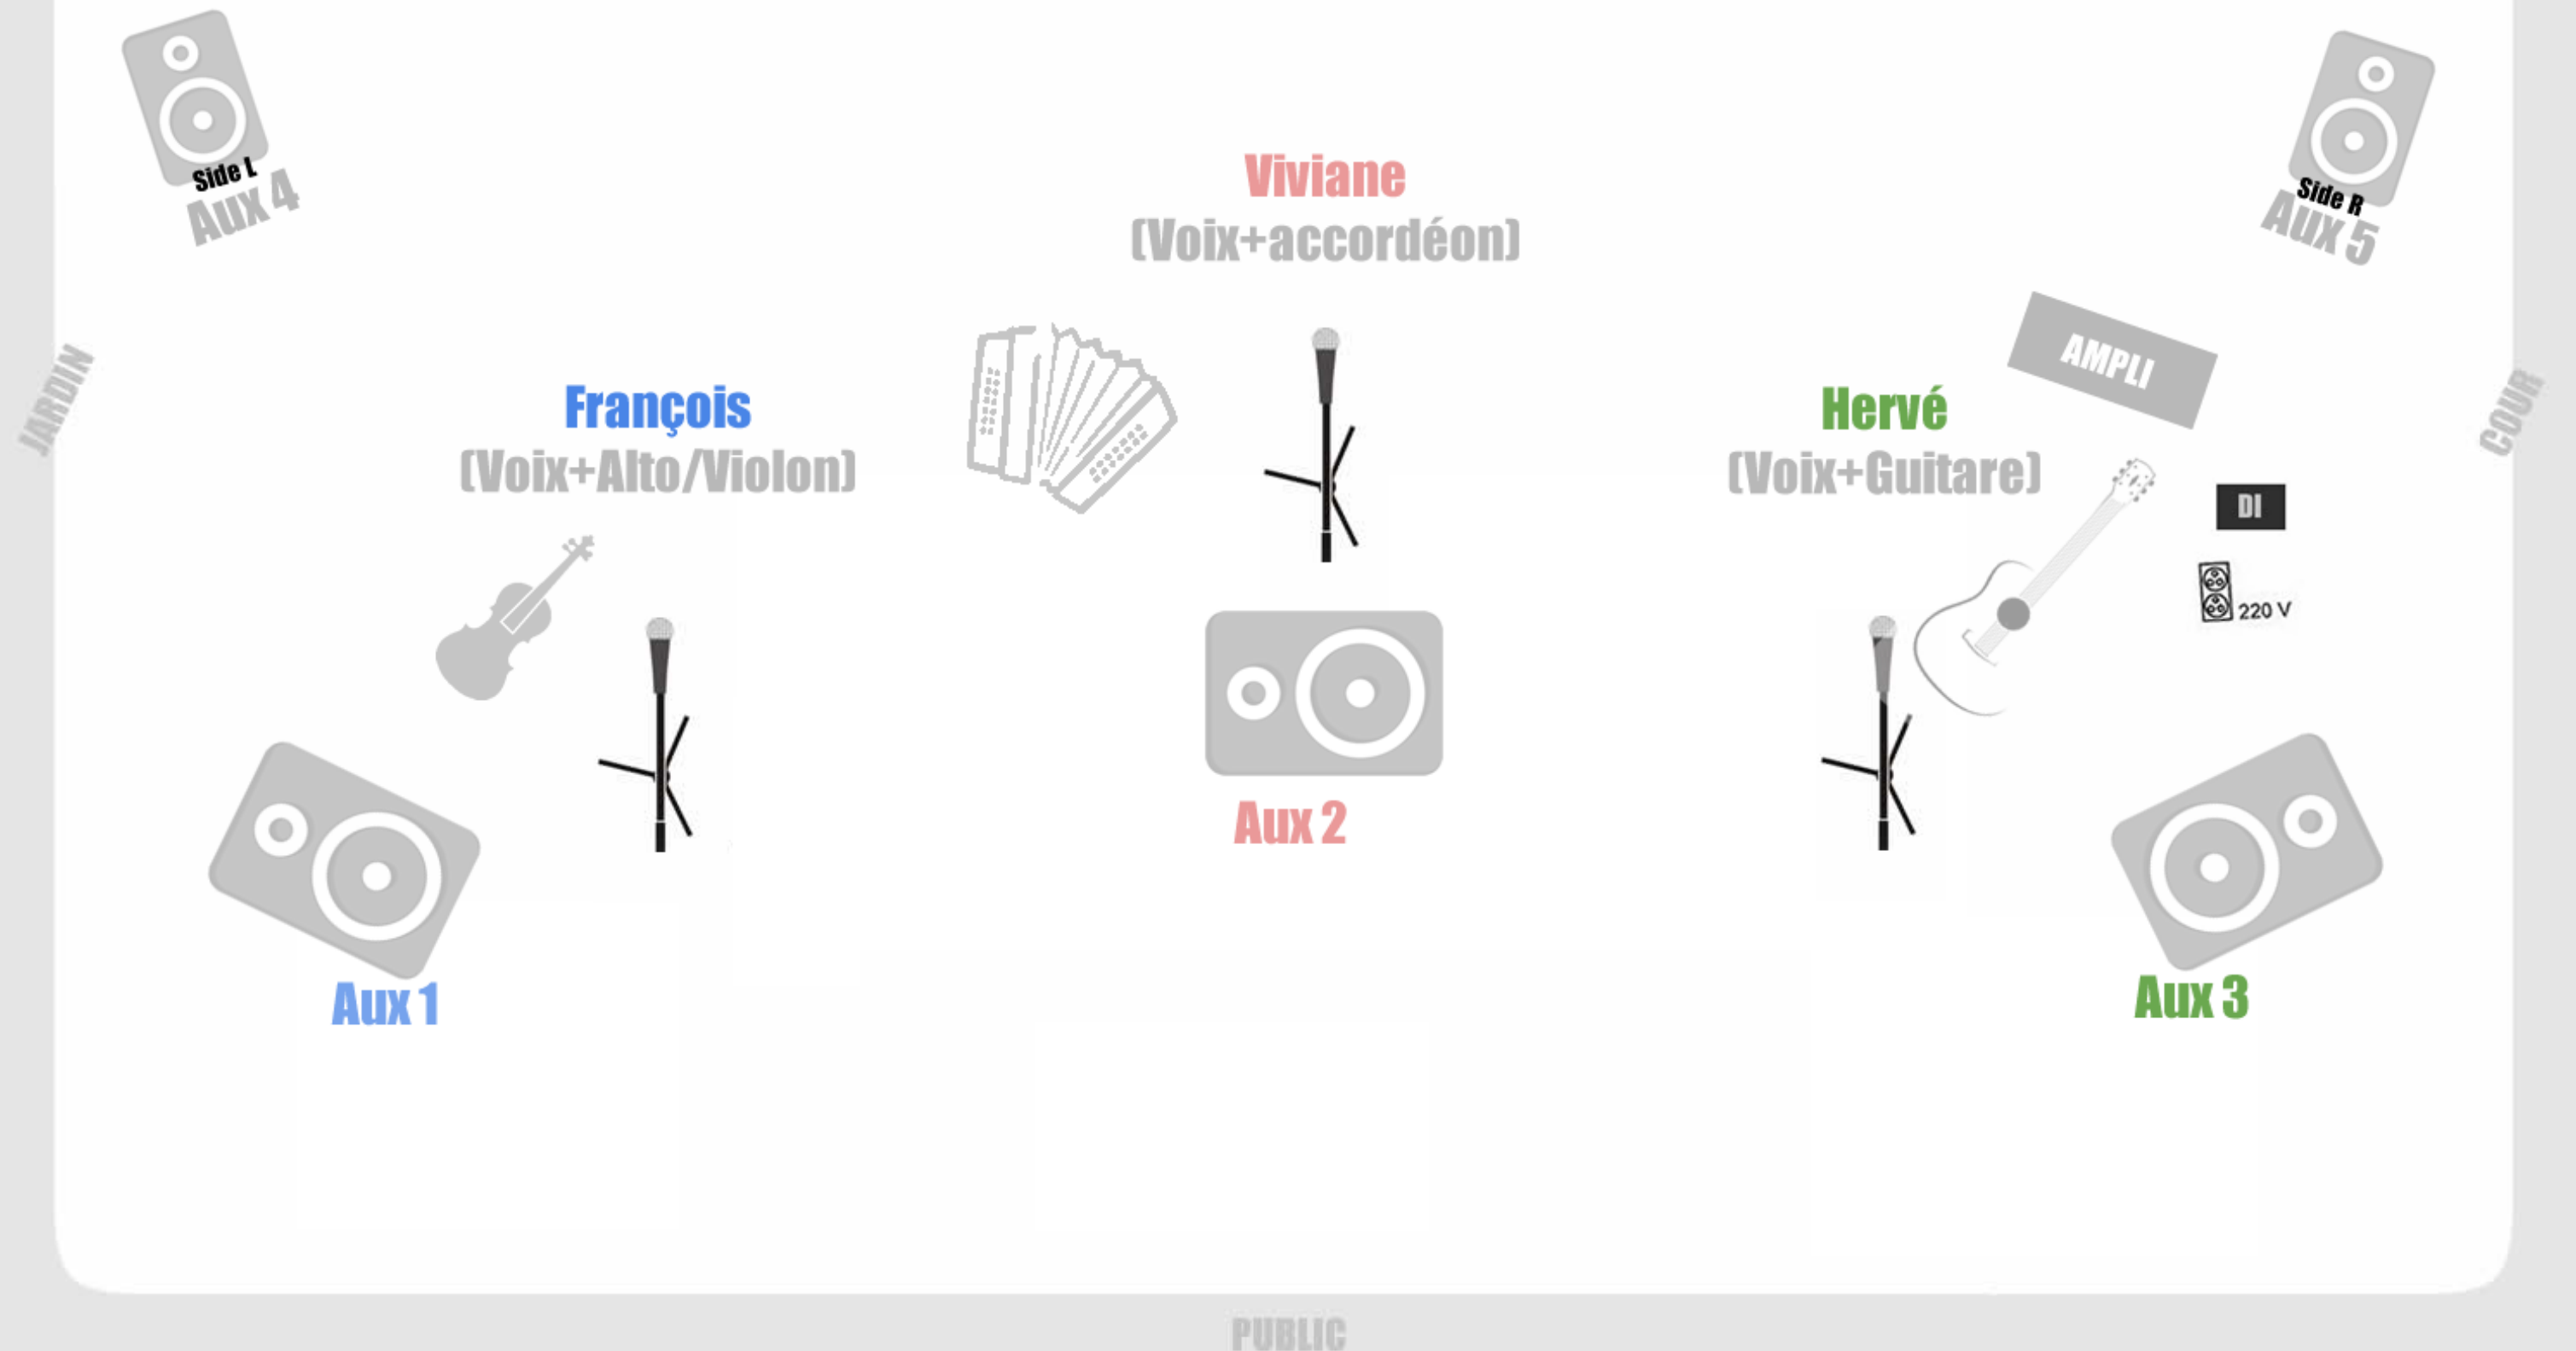 Side L
Aux 4
Side R
Aux 5
Viviane
(Voix+accordéon)
JARDIN
COUR
AMPLI
François
(Voix+Alto/Violon)
Hervé
(Voix+Guitare)
DI
220 V
Aux 2
Aux 1
Aux 3
PUBLIC